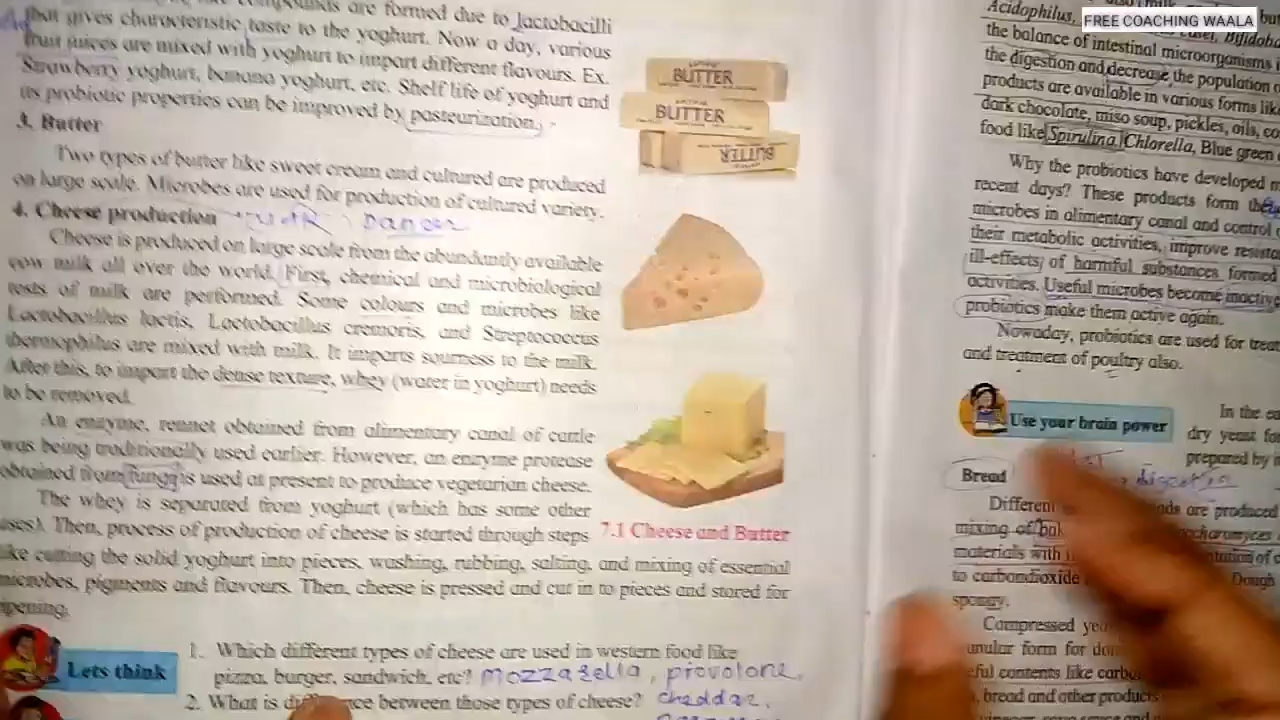 compounds are formed due to lactobacilli
that gives characteristic taste to the yoghurt. Now a day, various
fruit juices are mixed with yoghurt to impart different flavours. Ex.
Strawberry yoghurt, banana yoghurt, etc. Shelf life of yoghurt and
its probiotic properties can be improved by pasteurization.
3. Butter
Two types of butter like sweet cream and cultured are produced
on large scale. Microbes are used for production of cultured variety.
4. Cheese production
Cheese is produced on large scale from the abundantly available
cow milk all over the world. First, chemical and microbiological
tests of milk are performed. Some colours and microbes like
Lactobacillus lactis, Lactobacillus cremoris, and Streptococcus
thermophilus are mixed with milk. It imparts sourness to the milk.
After this, to impart the dense texture, whey (water in yoghurt) needs
to be removed.
An enzyme, rennet obtained from alimentary canal of cattle
was being traditionally used earlier. However, an enzyme protease
obtained from fungi is used at present to produce vegetarian cheese.
The whey is separated from yoghurt (which has some other
uses). Then, process of production of cheese is started through steps
like cutting the solid yoghurt into pieces, washing, rubbing, salting, and mixing of essential
microbes, pigments and flavours. Then, cheese is pressed and cut in to pieces and stored for
ripening.
BUTTER
BUTTER
BUTTER
7.1 Cheese and Butter
Lets think
1. Which different types of cheese are used in western food like
pizza, burger, sandwich, etc? mozzarella, provolone,
2. What is difference between those types of cheese? cheddar,
FREE COACHING WAALA
Acidophilus,
the balance of intestinal microorganisms
the digestion and decrease the population
products are available in various forms like
dark chocolate, miso soup, pickles, oils,
food like Spirulina, Chlorella, Blue green
Why the probiotics have developed
recent days? These products form the
microbes in alimentary canal and control
their metabolic activities, improve
ill-effects of harmful substances formed
activities. Useful microbes become
probiotics make them active again.
Nowaday, probiotics are used for
and treatment of poultry also.
Use your brain power
In the
dry yeast
prepared by
Bread
are produced
mixing of
materials with
to carbondioxide
Dough
spongy.
Compressed
contents like
bread and other products